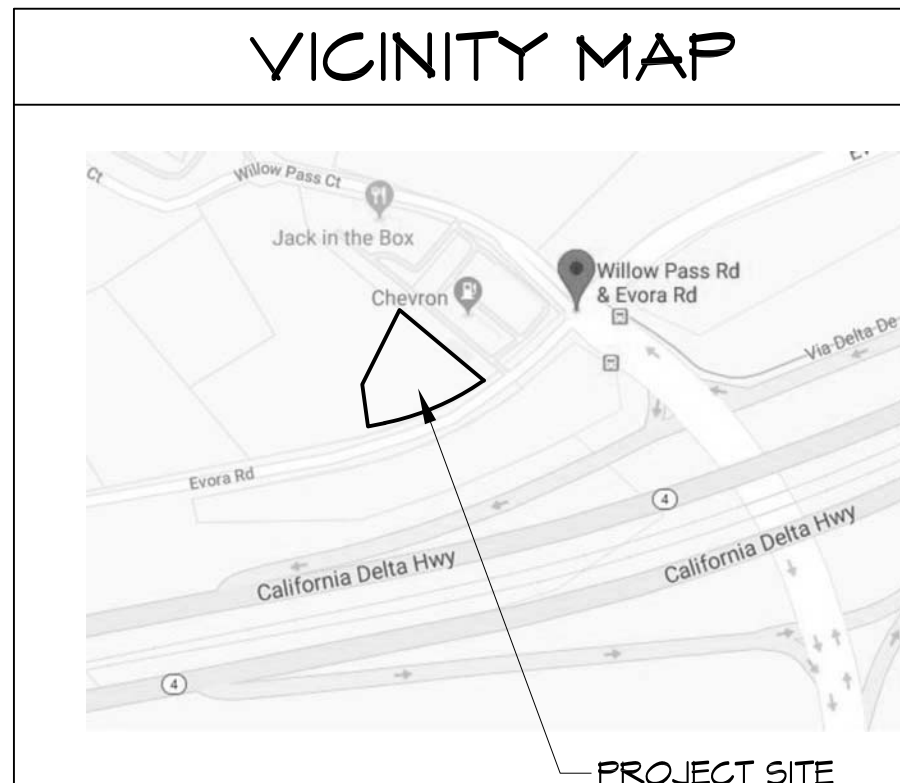 VICINITY MAP
Ct
Willow Pass Ct
Jack in the Box
Chevron
Willow Pass Rd
& Evora Rd
Via Delta De
Evora Rd
4
California Delta Hwy
California Delta Hwy
4
PROJECT SITE